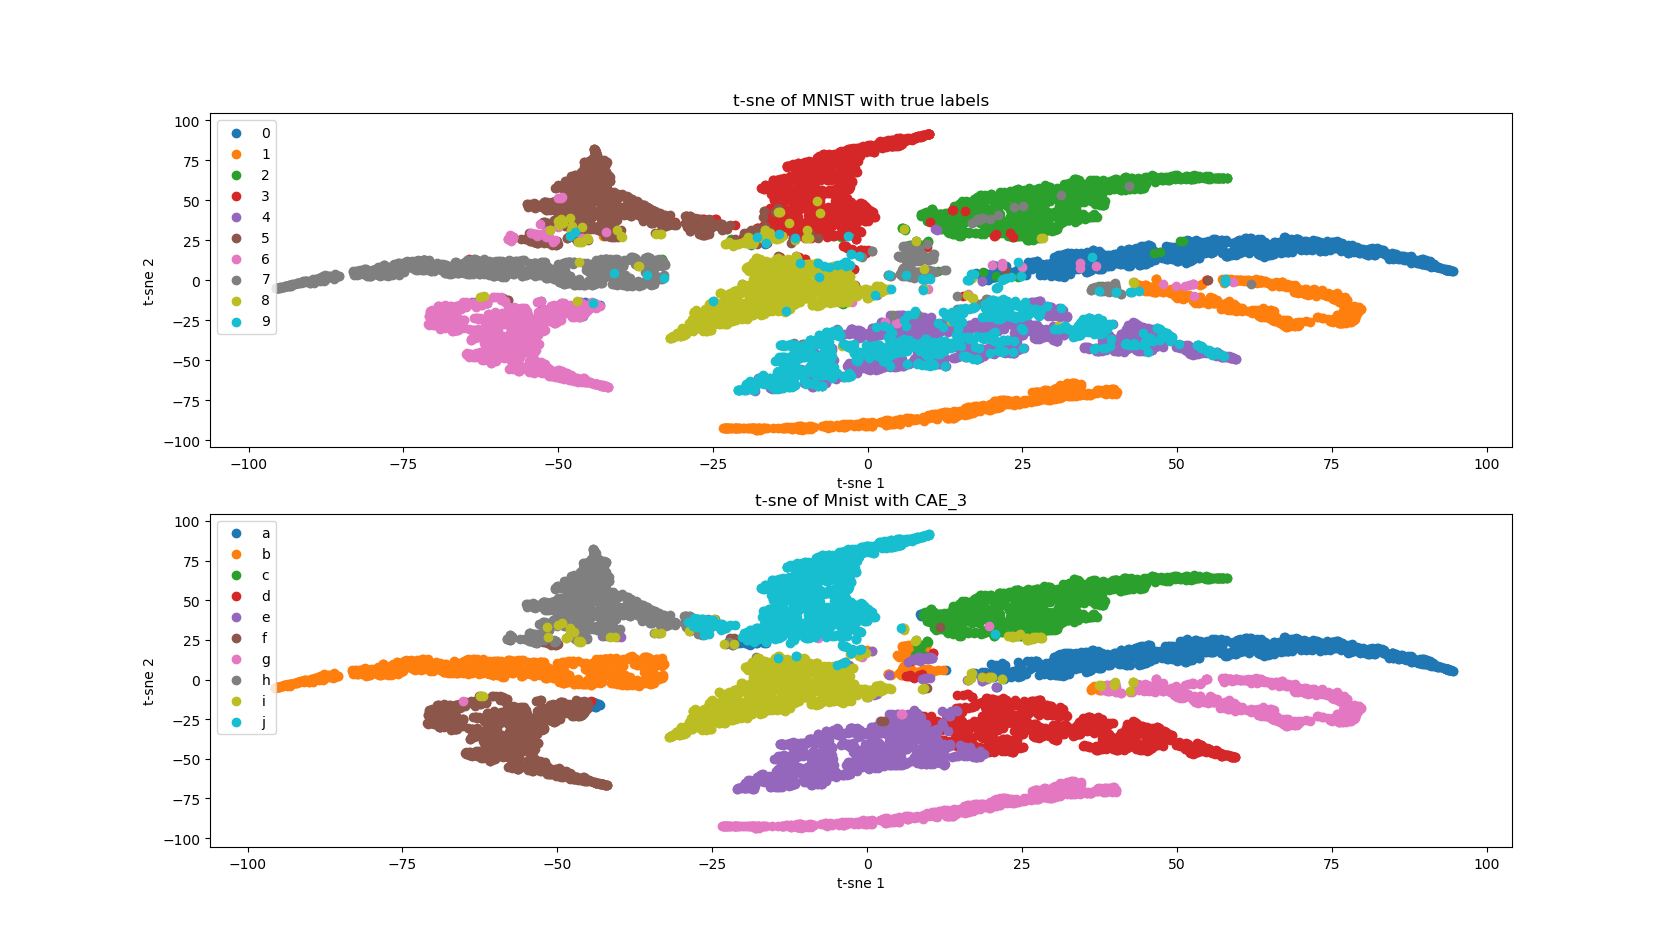 t-sne of MNIST with true labels
100
75
50
25
0
−25
−50
−75
−100
t-sne 2
0
1
2
3
4
5
6
7
8
9
−100 −75 −50 −25 0 25 50 75 100
t-sne 1
t-sne of Mnist with CAE_3
100
75
50
25
0
−25
−50
−75
−100
t-sne 2
a
b
c
d
e
f
g
h
i
j
−100 −75 −50 −25 0 25 50 75 100
t-sne 1